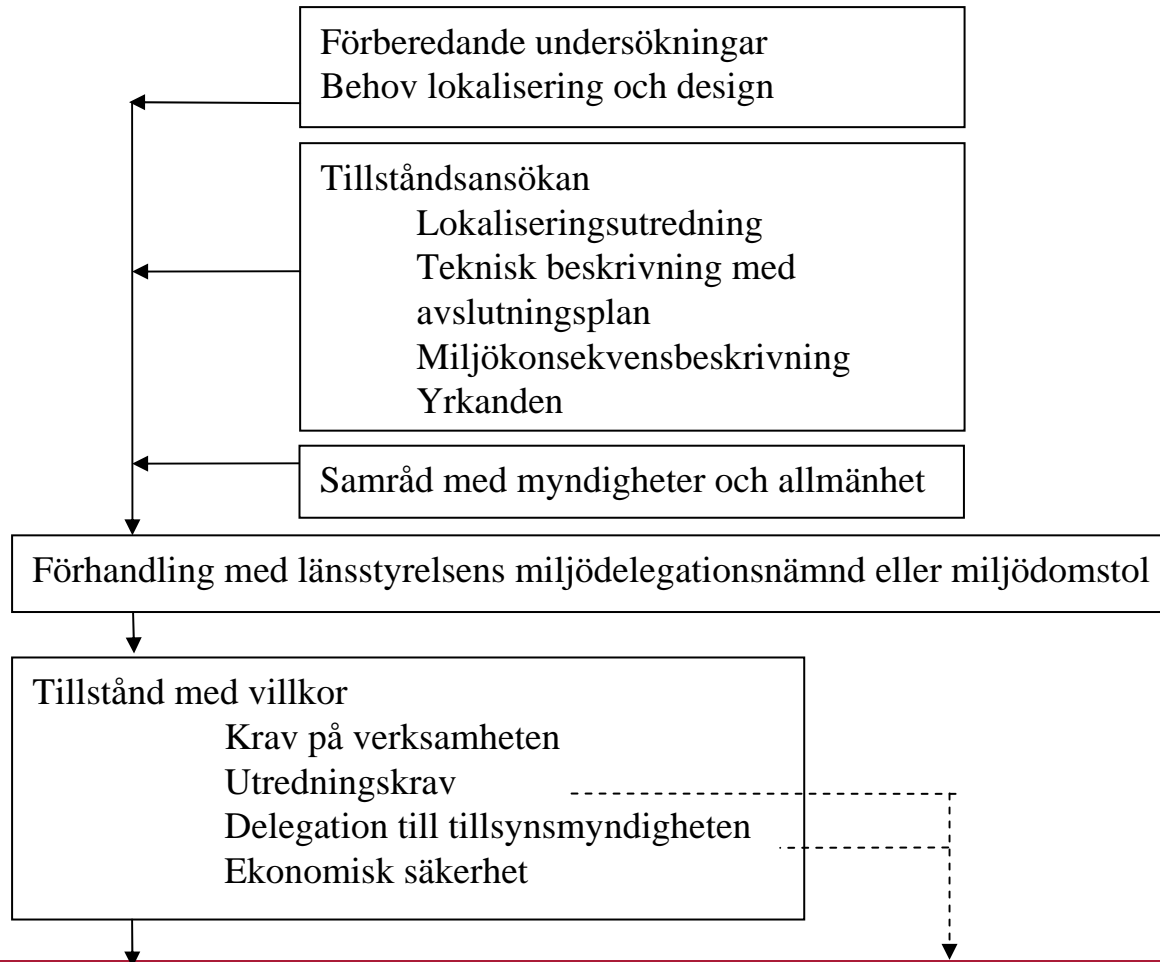 Förberedande undersökningar
Behov lokalisering och design
Tillståndsansökan
Lokaliseringsutredning
Teknisk beskrivning med
avslutningsplan
Miljökonsekvensbeskrivning
Yrkanden
Samråd med myndigheter och allmänhet
Förhandling med länsstyrelsens miljödelegationsnämnd eller miljödomstol
Tillstånd med villkor
Krav på verksamheten
Utredningskrav
Delegation till tillsynsmyndigheten
Ekonomisk säkerhet